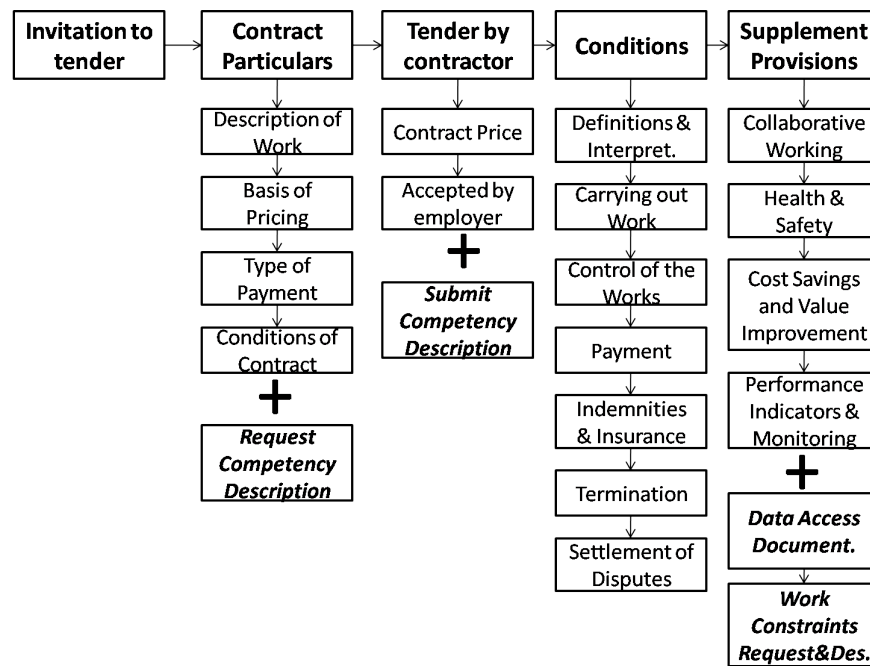 Invitation to
tender
Contract
Particulars
Tender by
contractor
Conditions
Supplement
Provisions
Description of
Work
Basis of
Pricing
Type of
Payment
Conditions of
Contract
+
Request
Competency
Description
Contract Price
Accepted by
employer
+
Submit
Competency
Description
Definitions &
Interpret.
Carrying out
Work
Control of the
Works
Payment
Indemnities
& Insurance
Termination
Settlement of
Disputes
Collaborative
Working
Health &
Safety
Cost Savings
and Value
Improvement
Performance
Indicators &
Monitoring
+
Data Access
Document.
Work
Constraints
Request&Des.